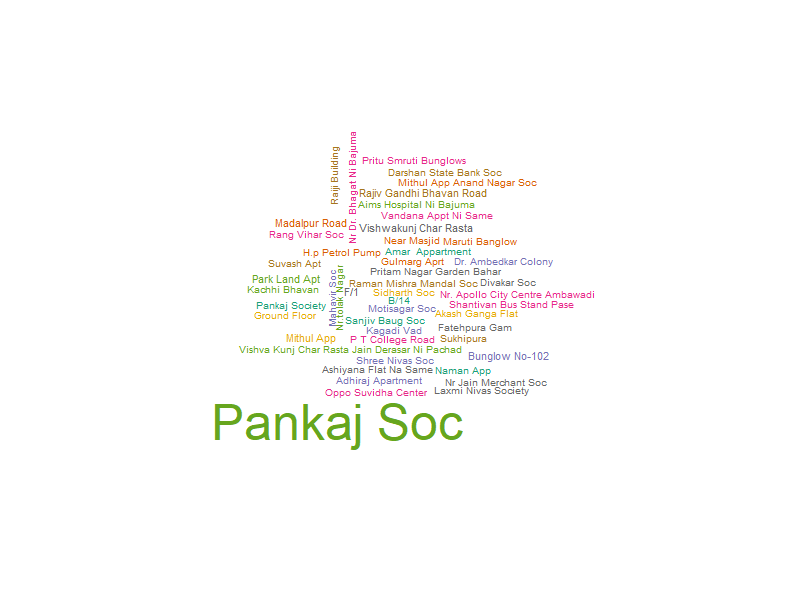 Raiji Building
Nr Dr. Bhagat Ni Bajuma
Pritu Smruti Bunglows
Darshan State Bank Soc
Mithul App Anand Nagar Soc
Rajiv Gandhi Bhavan Road
Aims Hospital Ni Bajuma
Vandana Appt Ni Same
Madalpur Road
Vishwakunj Char Rasta
Rang Vihar Soc
Near Masjid
Maruti Banglow
H.p Petrol Pump
Amar Appartment
Suvash Apt
Gulmarg Aprt
Dr. Ambedkar Colony
Pritam Nagar Garden Bahar
Mahavir Soc
Nr.tolak Nagar
Park Land Apt
Raman Mishra Mandal Soc
Divakar Soc
Kachhi Bhavan
F/1
Sidharth Soc
Nr. Apollo City Centre Ambawadi
B/14
Pankaj Society
Motisagar Soc
Shantivan Bus Stand Pase
Ground Floor
Akash Ganga Flat
Sanjiv Baug Soc
Kagadi Vad
Fatehpura Gam
Mithul App
P T College Road
Sukhipura
Vishva Kunj Char Rasta Jain Derasar Ni Pachad
Shree Nivas Soc
Bunglow No-102
Ashiyana Flat Na Same
Naman App
Adhiraj Apartment
Nr Jain Merchant Soc
Oppo Suvidha Center
Laxmi Nivas Society
Pankaj Soc